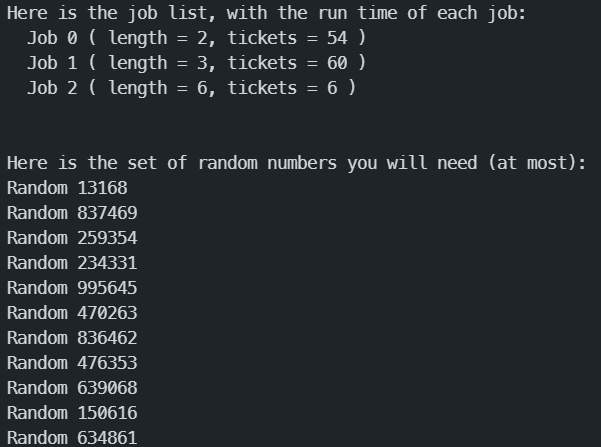 Here is the job list, with the run time of each job:
  Job 0 ( length = 2, tickets = 54 )
  Job 1 ( length = 3, tickets = 60 )
  Job 2 ( length = 6, tickets = 6 )
Here is the set of random numbers you will need (at most):
Random 13168
Random 837469
Random 259354
Random 234331
Random 995645
Random 470263
Random 836462
Random 476353
Random 639068
Random 150616
Random 634861